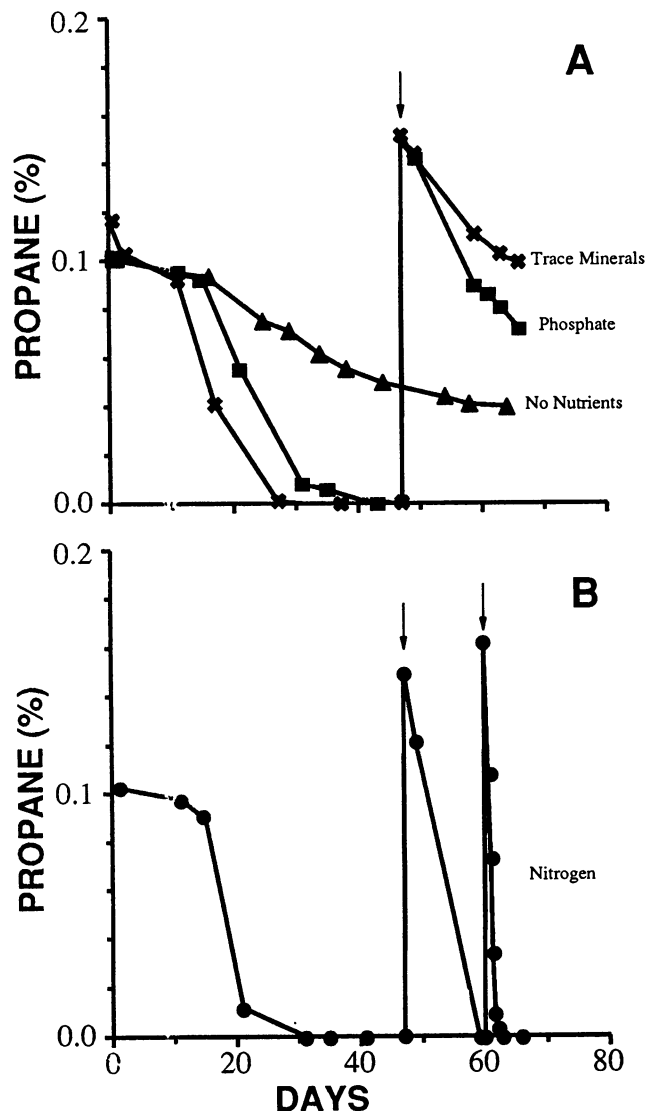 A
0.2
PROPANE (%)
0.1
Trace Minerals
Phosphate
No Nutrients
0.0
B
0.2
PROPANE (%)
0.1
Nitrogen
0.0
0 20 40 60 80
DAYS